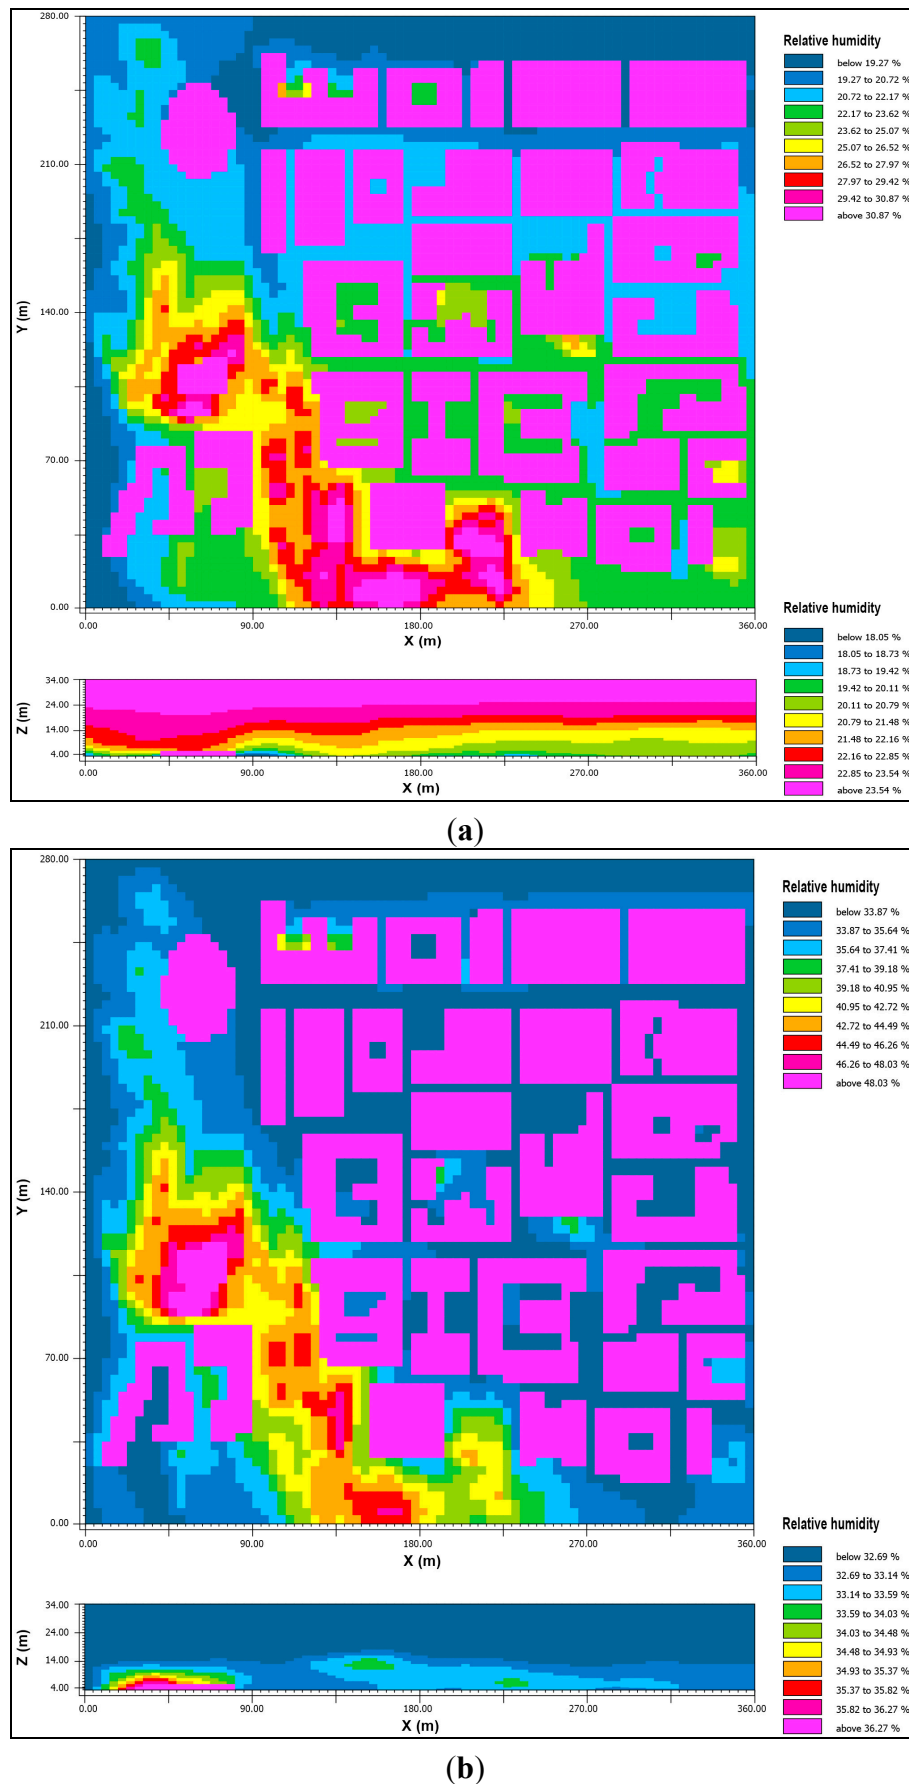 280.00
210.00
140.00
70.00
0.00
Y (m)
0.00 90.00 180.00 270.00 360.00
X (m)
Relative humidity
below 19.27 %
19.27 to 20.72 %
20.72 to 22.17 %
22.17 to 23.62 %
23.62 to 25.07 %
25.07 to 26.52 %
26.52 to 27.97 %
27.97 to 29.42 %
29.42 to 30.87 %
above 30.87 %
34.00
24.00
14.00
4.00
Z (m)
0.00 90.00 180.00 270.00 360.00
X (m)
Relative humidity
below 18.05 %
18.05 to 18.73 %
18.73 to 19.42 %
19.42 to 20.11 %
20.11 to 20.79 %
20.79 to 21.48 %
21.48 to 22.16 %
22.16 to 22.85 %
22.85 to 23.54 %
above 23.54 %
(a)
280.00
210.00
140.00
70.00
0.00
Y (m)
0.00 90.00 180.00 270.00 360.00
X (m)
Relative humidity
below 33.87 %
33.87 to 35.64 %
35.64 to 37.41 %
37.41 to 39.18 %
39.18 to 40.95 %
40.95 to 42.72 %
42.72 to 44.49 %
44.49 to 46.26 %
46.26 to 48.03 %
above 48.03 %
34.00
24.00
14.00
4.00
Z (m)
0.00 90.00 180.00 270.00 360.00
X (m)
Relative humidity
below 32.69 %
32.69 to 33.14 %
33.14 to 33.59 %
33.59 to 34.03 %
34.03 to 34.48 %
34.48 to 34.93 %
34.93 to 35.37 %
35.37 to 35.82 %
35.82 to 36.27 %
above 36.27 %
(b)